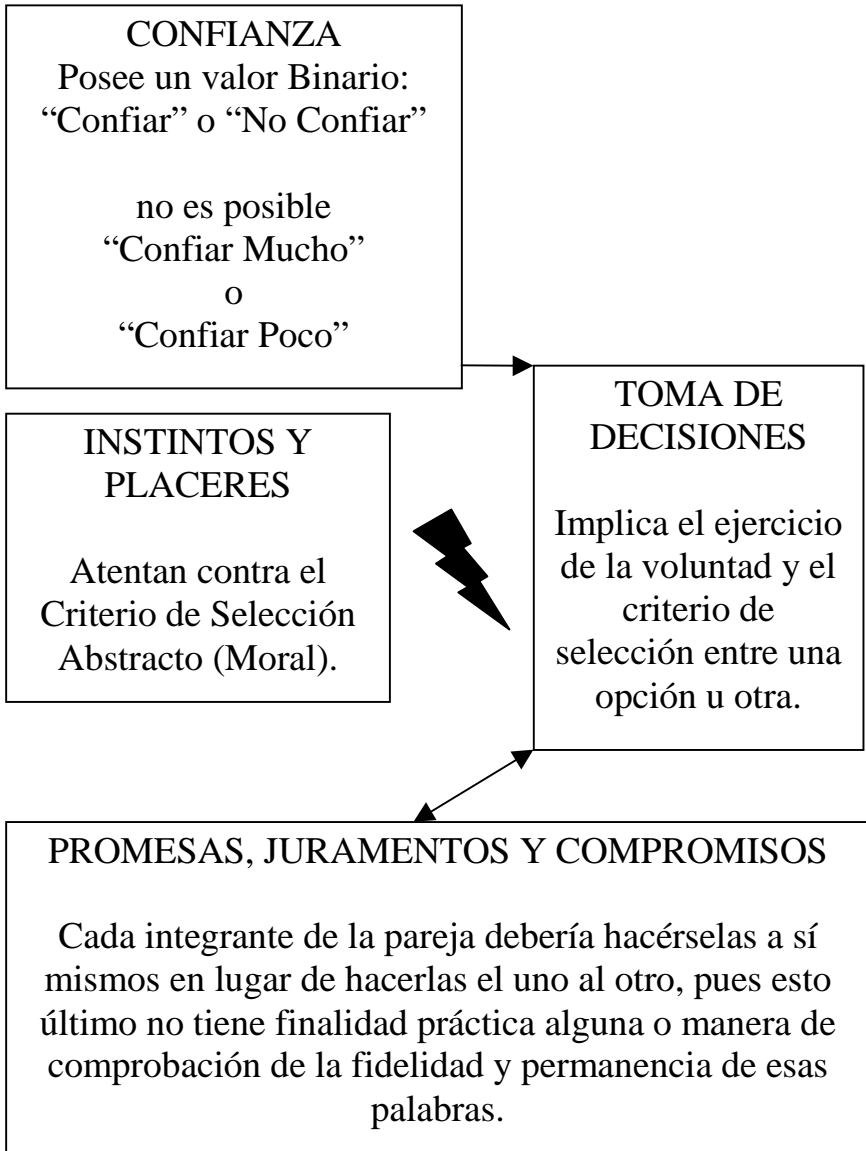 CONFIANZA
Posee un valor Binario:
“Confiar” o “No Confiar”
no es posible
“Confiar Mucho”
o
“Confiar Poco”
INSTINTOS Y
PLACERES
Atentan contra el
Criterio de Selección
Abstracto (Moral).
TOMA DE
DECISIONES
Implica el ejercicio
de la voluntad y el
criterio de
selección entre una
opción u otra.
PROMESAS, JURAMENTOS Y COMPROMISOS
Cada integrante de la pareja debería hacérselas a sí
mismos en lugar de hacerlas el uno al otro, pues esto
último no tiene finalidad práctica alguna o manera de
comprobación de la fidelidad y permanencia de esas
palabras.